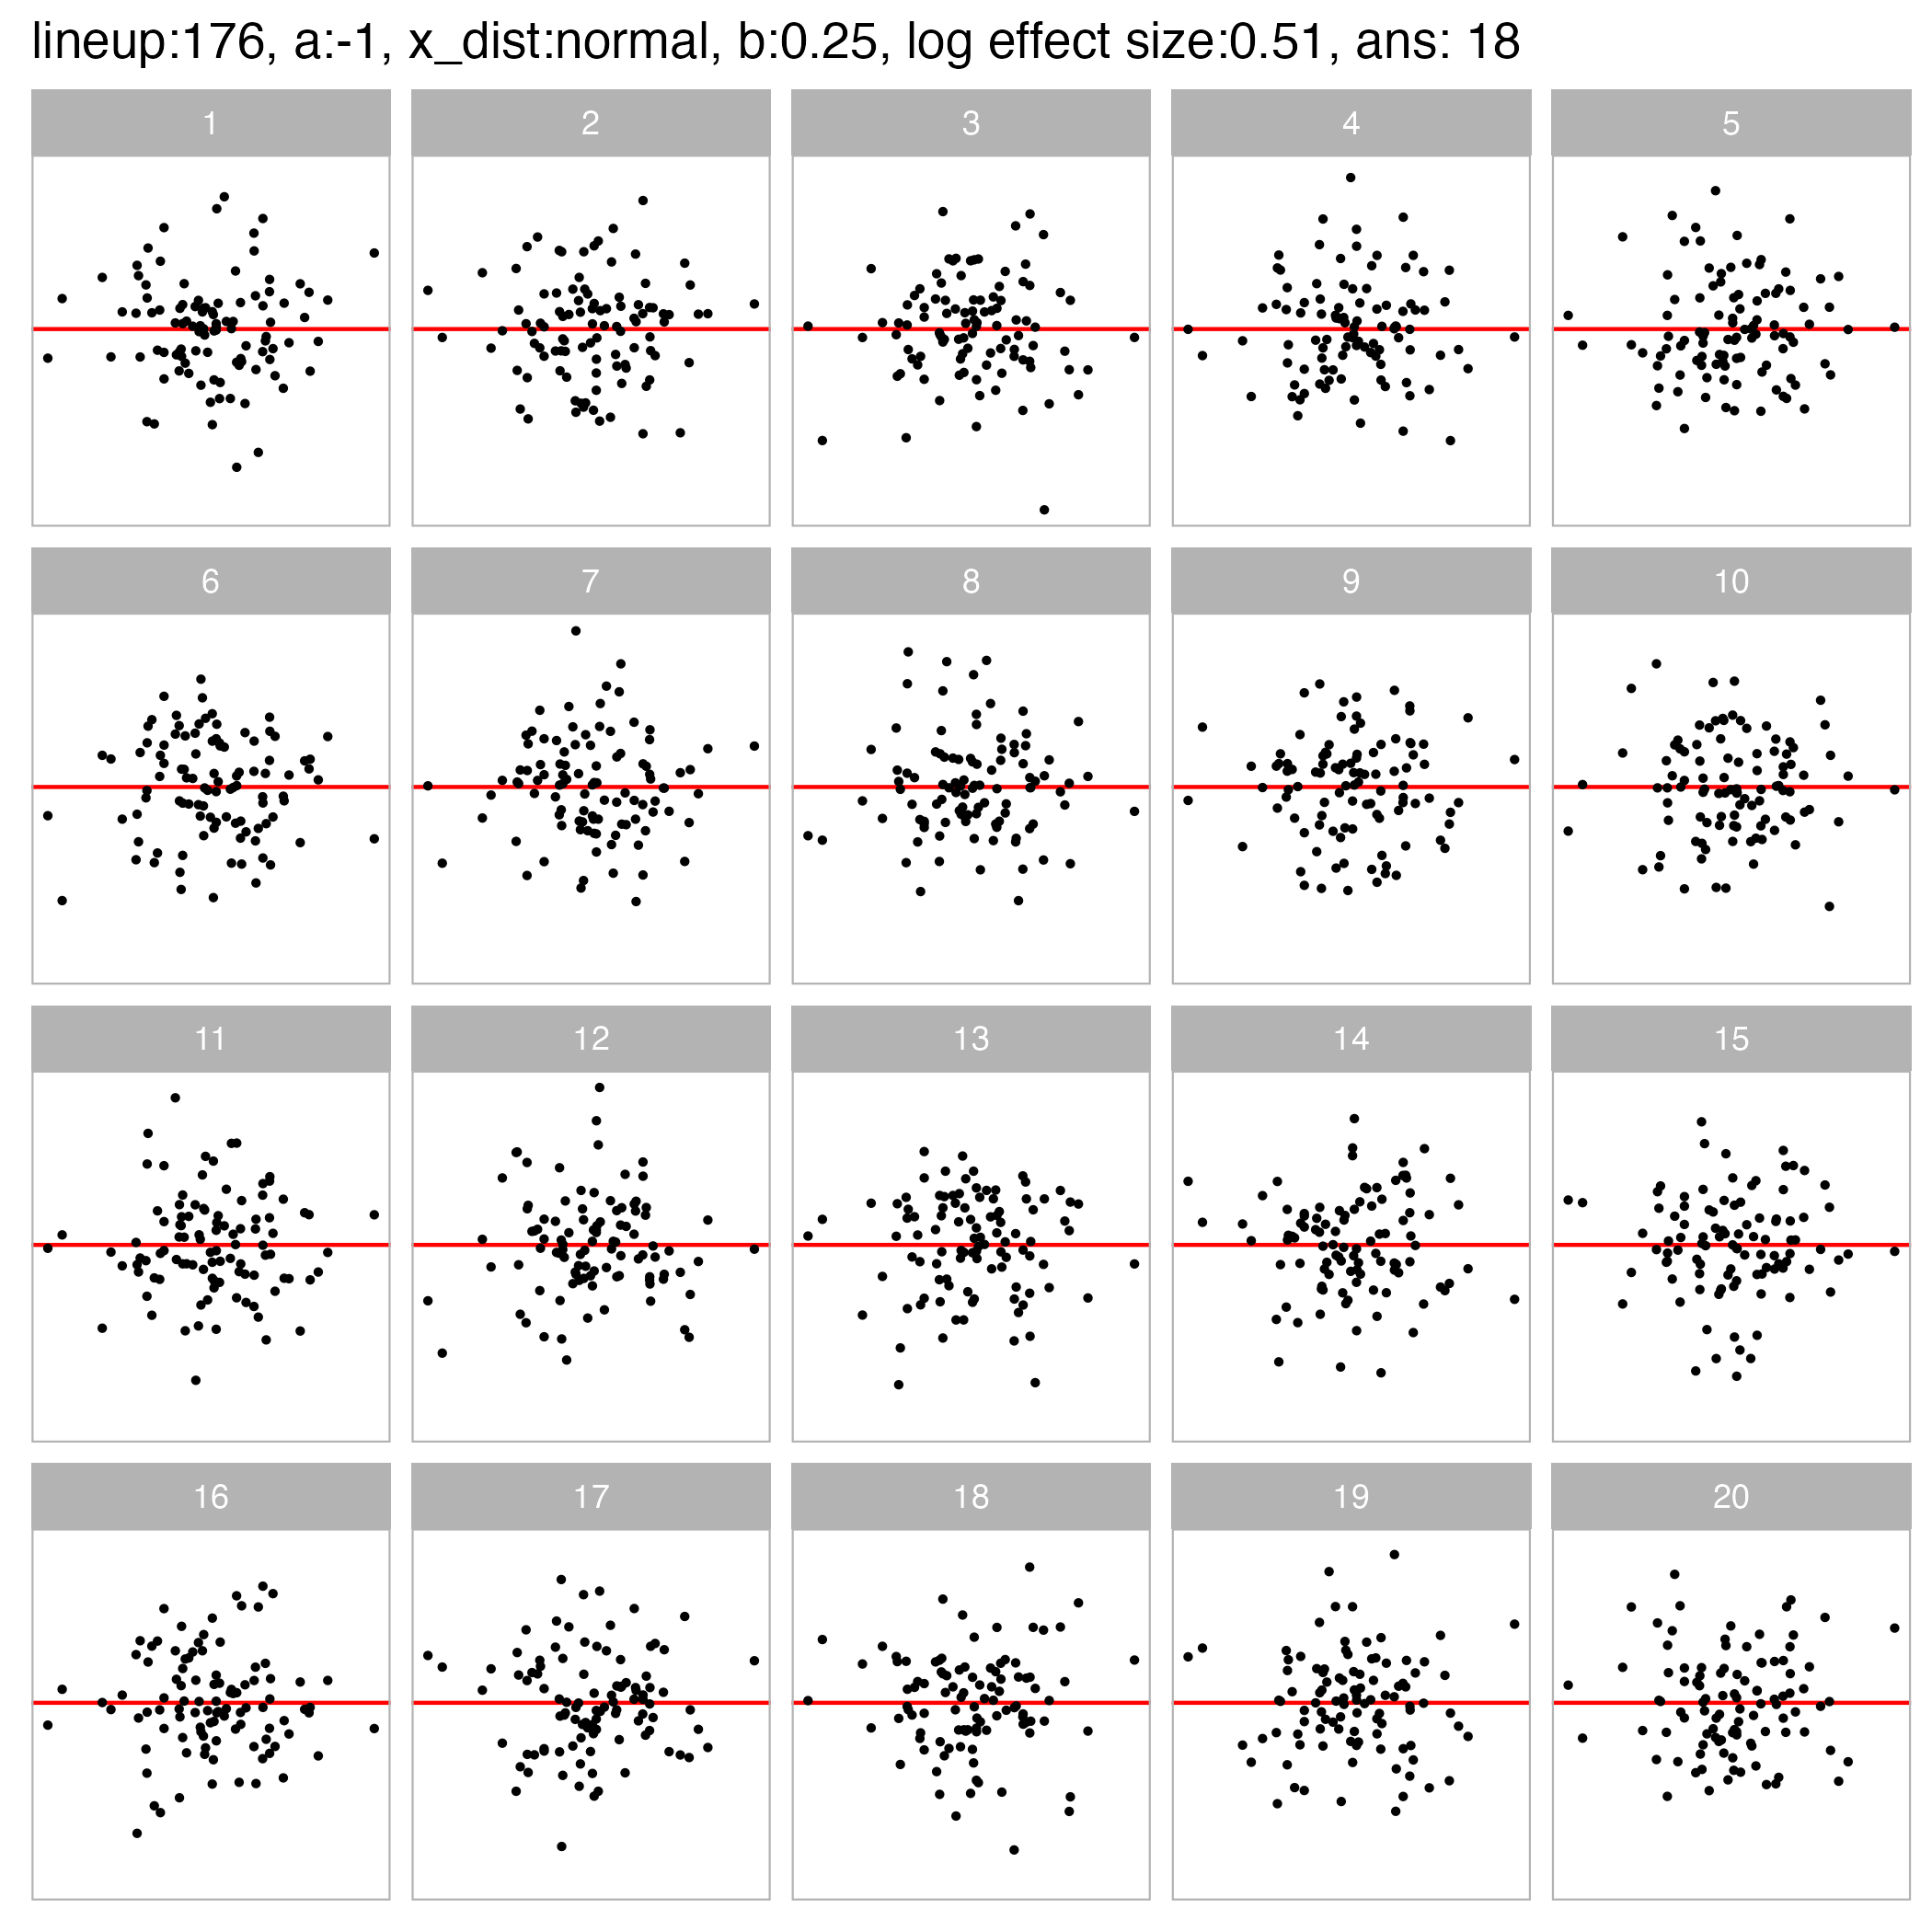 lineup:176, a:-1, x_dist:normal, b:0.25, log effect size:0.51, ans: 18
1 2 3 4 5
6 7 8 9 10
11 12 13 14 15
16 17 18 19 20